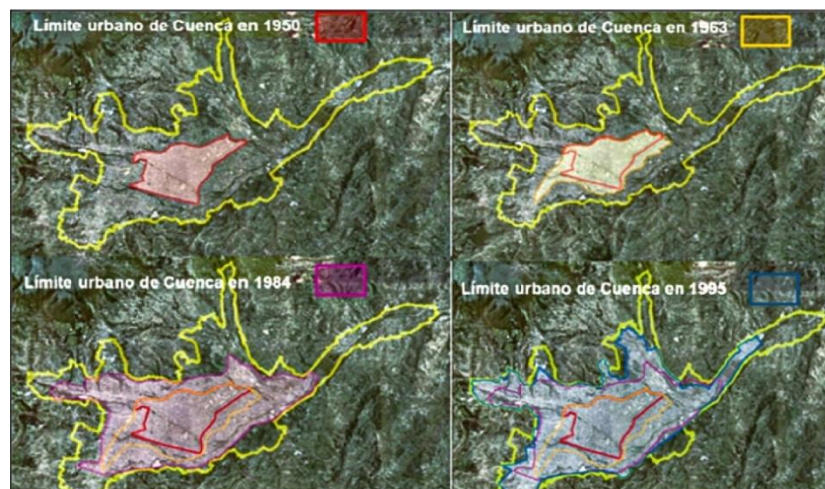 Límite urbano de Cuenca en 1950
Límite urbano de Cuenca en 1963
Límite urbano de Cuenca en 1984
Límite urbano de Cuenca en 1995